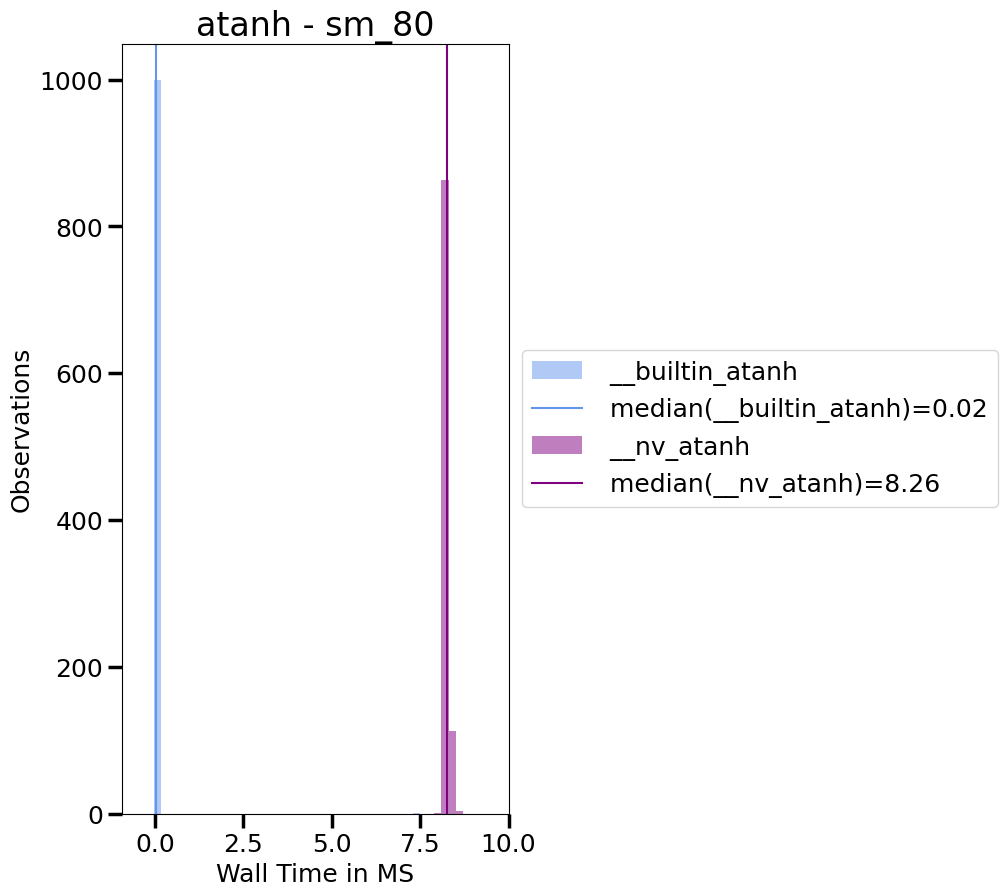 atanh - sm_80
1000
800
600
400
200
0
Observations
0.0 2.5 5.0 7.5 10.0
Wall Time in MS
__builtin_atanh
median(__builtin_atanh)=0.02
__nv_atanh
median(__nv_atanh)=8.26